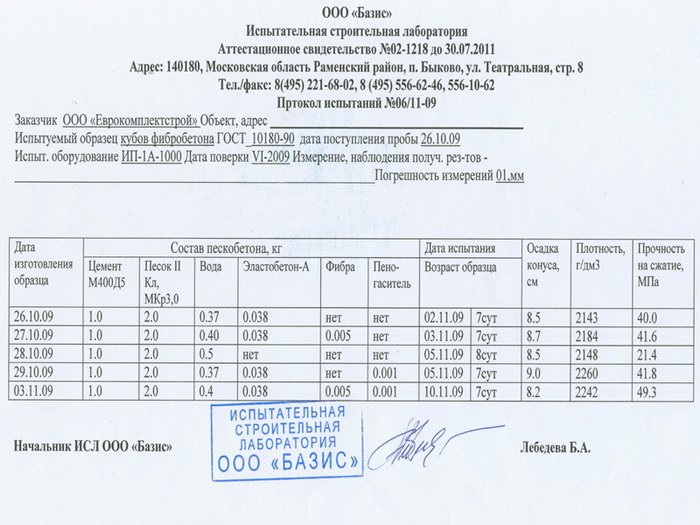 ООО «Базис»
Испытательная строительная лаборатория
Аттестационное свидетельство №02-1218 до 30.07.2011
Адрес: 140180, Московская область Раменский район, п. Быково, ул. Театральная, стр. 8
Тел./факс: 8(495) 221-68-02, 8 (495) 556-62-46, 556-10-62
Пртокол испытаний №06/11-09
Заказчик ООО «Еврокомплектстрой» Объект, адрес
Испытуемый образец кубов фибробетона ГОСТ 10180-90 дата поступления пробы 26.10.09
Испыт. оборудование ИП-1А-1000 Дата поверки VI-2009 Измерение, наблюдения получ. рез-тов -
Погрешность измерений 01,мм
Дата изготовления образца Состав пескобетона, кг Дата испытания Осадка конуса, см Плотность, г/дм3 Прочность на сжатие, МПа
Цемент М400Д5 Песок II Кл, МКр3,0 Вода Эластобетон-А Фибра Пено-гаситель Возраст образца
26.10.09 1.0 2.0 0.37 0.038 нет нет 02.11.09 7сут 8.5 2143 40.0
27.10.09 1.0 2.0 0.40 0.038 0.005 нет 03.11.09 7сут 8.7 2184 41.6
28.10.09 1.0 2.0 0.5 нет нет нет 05.11.09 8сут 8.5 2148 21.4
29.10.09 1.0 2.0 0.37 0.038 нет 0.001 05.11.09 7сут 9.0 2260 41.8
03.11.09 1.0 2.0 0.4 0.038 0.005 0.001 10.11.09 7сут 8.2 2242 49.3
ИСПЫТАТЕЛЬНАЯ
СТРОИТЕЛЬНАЯ
ЛАБОРАТОРИЯ
ООО «БАЗИС»
Начальник ИСЛ ООО «Базис» Лебедева Б.А.